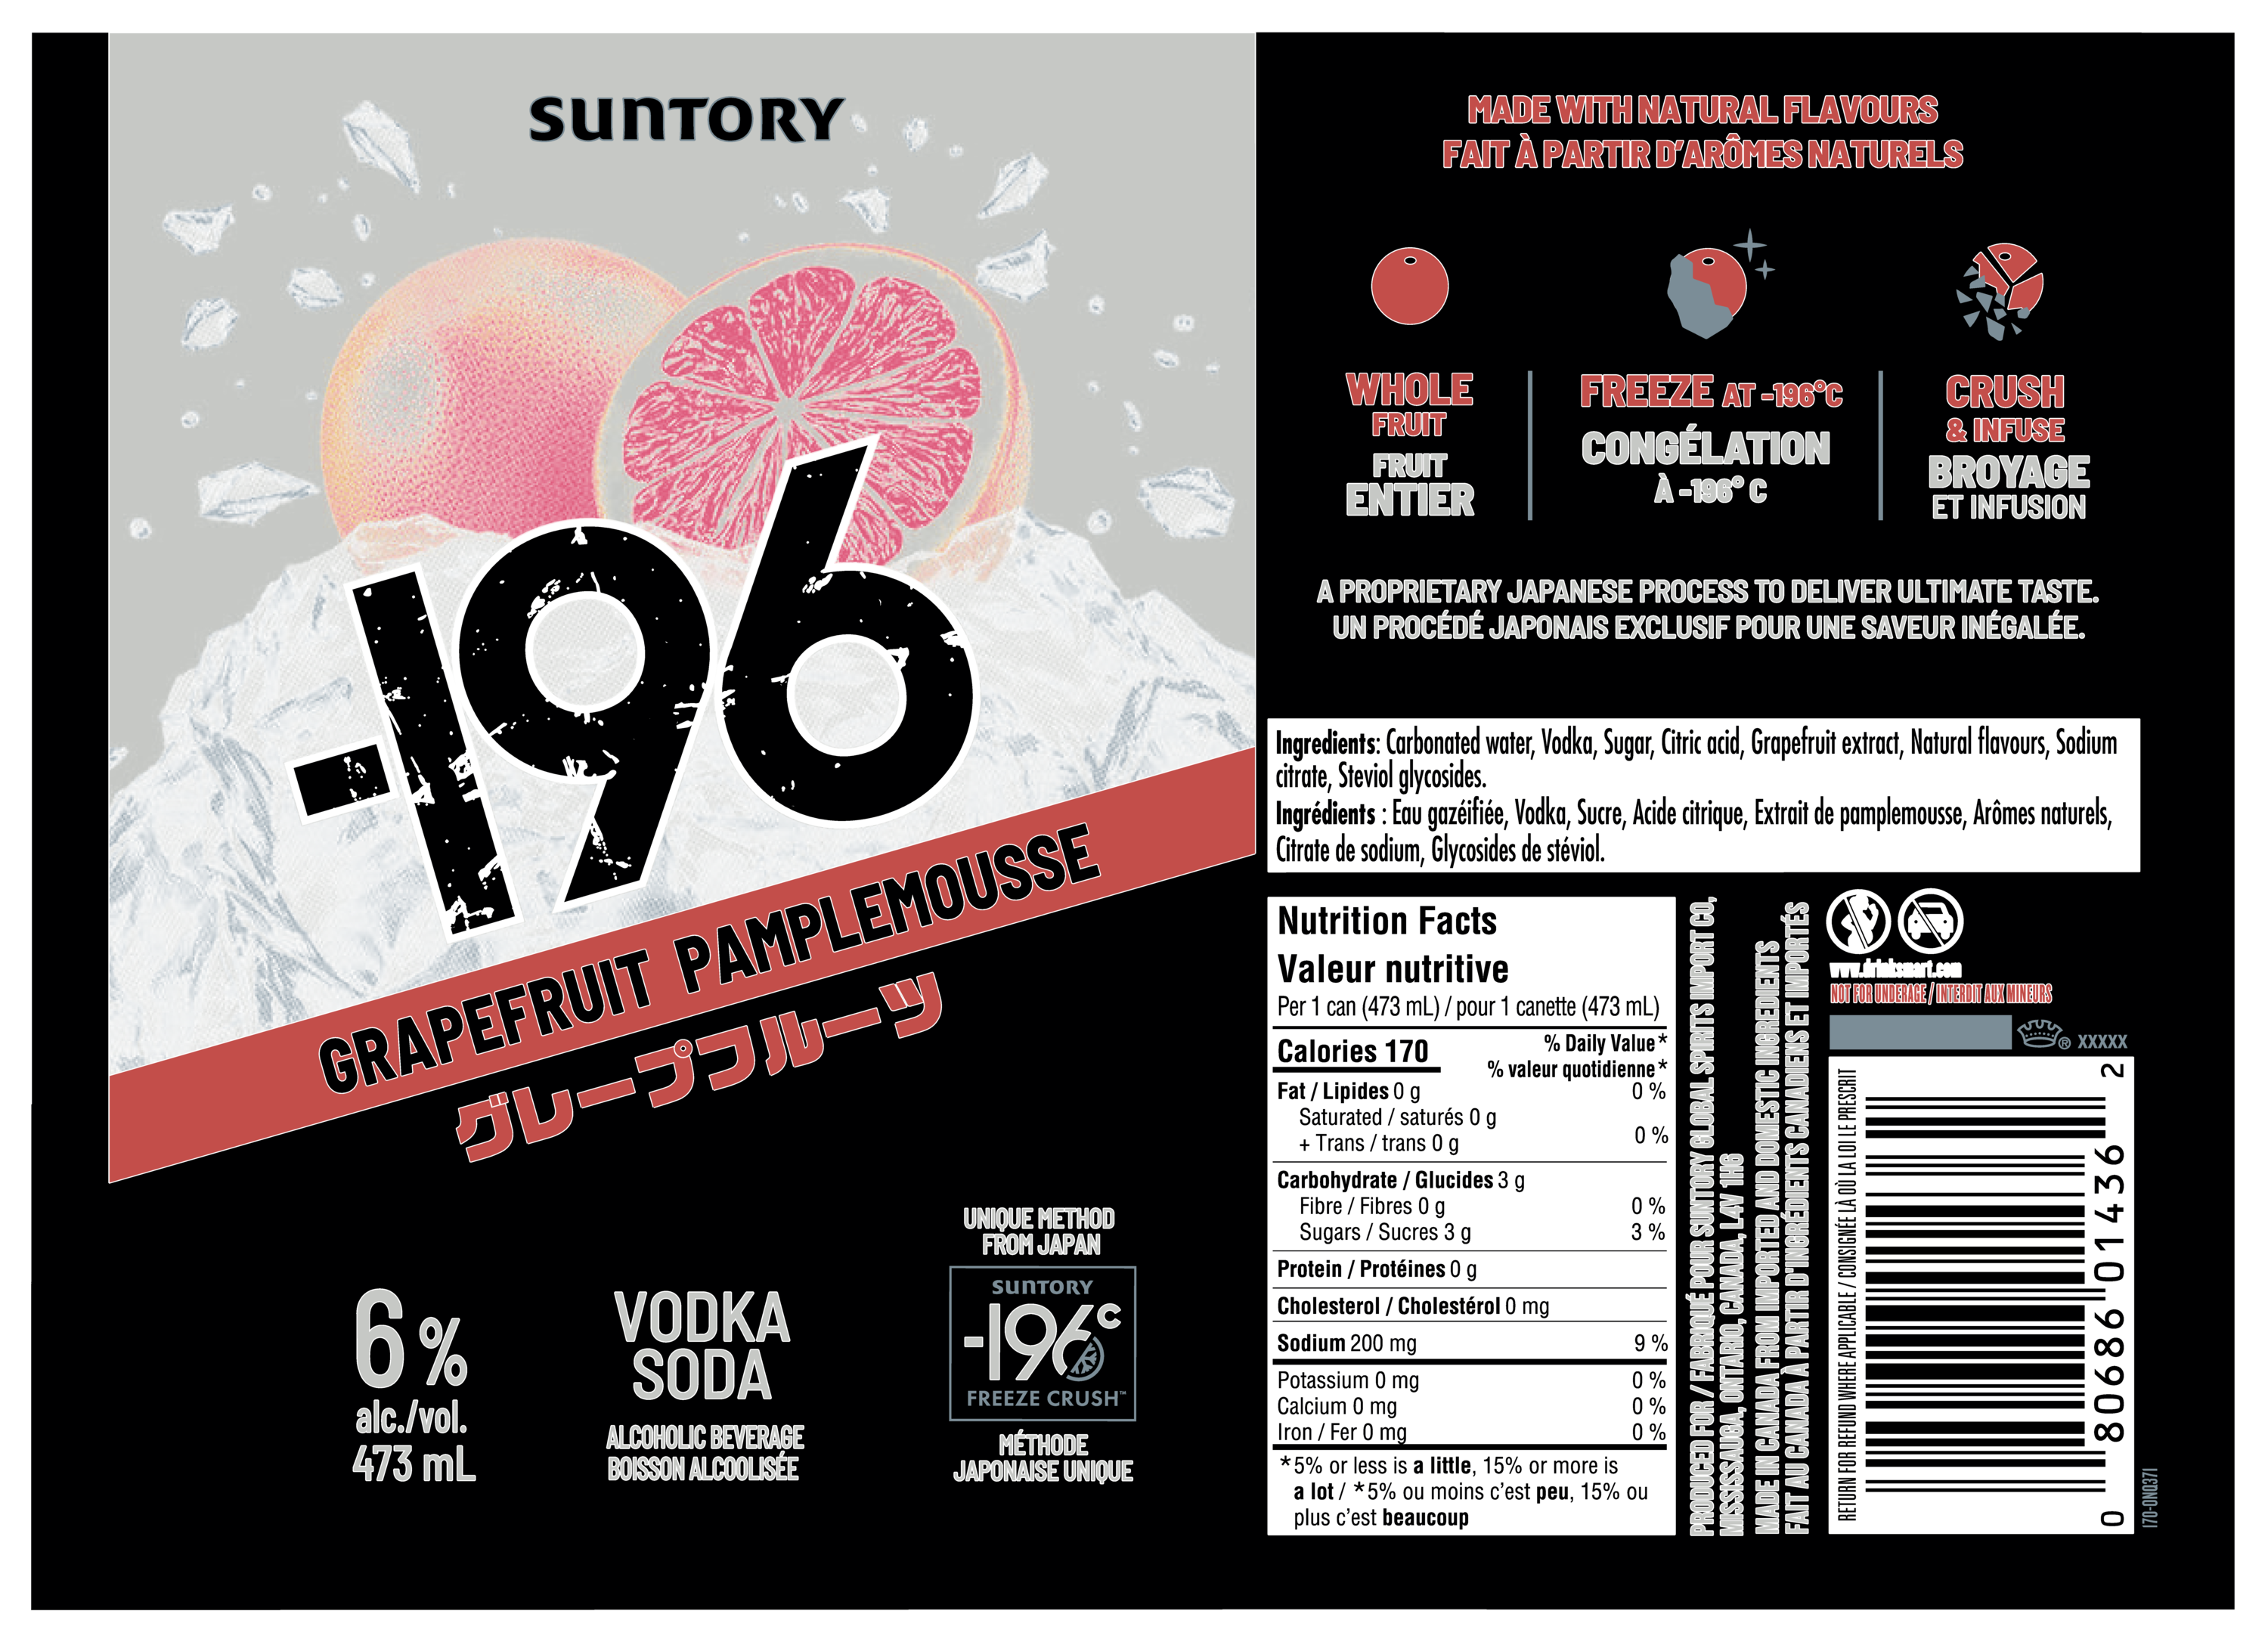 SUNTORY
-196
GRAPEFRUIT PAMPLEMOUSSE
グレープフルーツ
6%
alc./vol.
473 mL
VODKA
SODA
ALCOHOLIC BEVERAGE
BOISSON ALCOOLISÉE
UNIQUE METHOD
FROM JAPAN
SUNTORY
-196°C
FREEZE CRUSH™
MÉTHODE
JAPONAISE UNIQUE
MADE WITH NATURAL FLAVOURS
FAIT À PARTIR D'ARÔMES NATURELS
WHOLE
FRUIT
FRUIT
ENTIER
FREEZE AT -196°C
CONGÉLATION
À -196° C
CRUSH
& INFUSE
BROYAGE
ET INFUSION
A PROPRIETARY JAPANESE PROCESS TO DELIVER ULTIMATE TASTE.
UN PROCÉDÉ JAPONAIS EXCLUSIF POUR UNE SAVEUR INÉGALÉE.
Ingredients: Carbonated water, Vodka, Sugar, Citric acid, Grapefruit extract, Natural flavours, Sodium
citrate, Steviol glycosides.
Ingrédients : Eau gazéifiée, Vodka, Sucre, Acide citrique, Extrait de pamplemousse, Arômes naturels,
Citrate de sodium, Glycosides de stéviol.
Nutrition Facts
Valeur nutritive
Per 1 can (473 mL) / pour 1 canette (473 mL)
Calories 170
% Daily Value*
% valeur quotidienne*
Fat / Lipides 0 g 0 %
Saturated / saturés 0 g
+ Trans / trans 0 g 0 %
Carbohydrate / Glucides 3 g
Fibre / Fibres 0 g 0 %
Sugars / Sucres 3 g 3 %
Protein / Protéines 0 g
Cholesterol / Cholestérol 0 mg
Sodium 200 mg 9 %
Potassium 0 mg 0 %
Calcium 0 mg 0 %
Iron / Fer 0 mg 0 %
*5% or less is a little, 15% or more is
a lot / *5% ou moins c'est peu, 15% ou
plus c'est beaucoup
PRODUCED FOR / FABRIQUÉ POUR SUNTORY GLOBAL SPIRITS IMPORT CO,
MISSISSAUGA, ONTARIO, CANADA, L4V 1H6
MADE IN CANADA FROM IMPORTED AND DOMESTIC INGREDIENTS
FAIT AU CANADA À PARTIR D'INGRÉDIENTS CANADIENS ET IMPORTÉS
www.drinksmart.com
NOT FOR UNDERAGE / INTERDIT AUX MINEURS
® XXXXX
RETURN FOR REFUND WHERE APPLICABLE / CONSIGNÉE LÀ OÙ LA LOI LE PRESCRIT
0 80686 01436 2
170-ONQ371